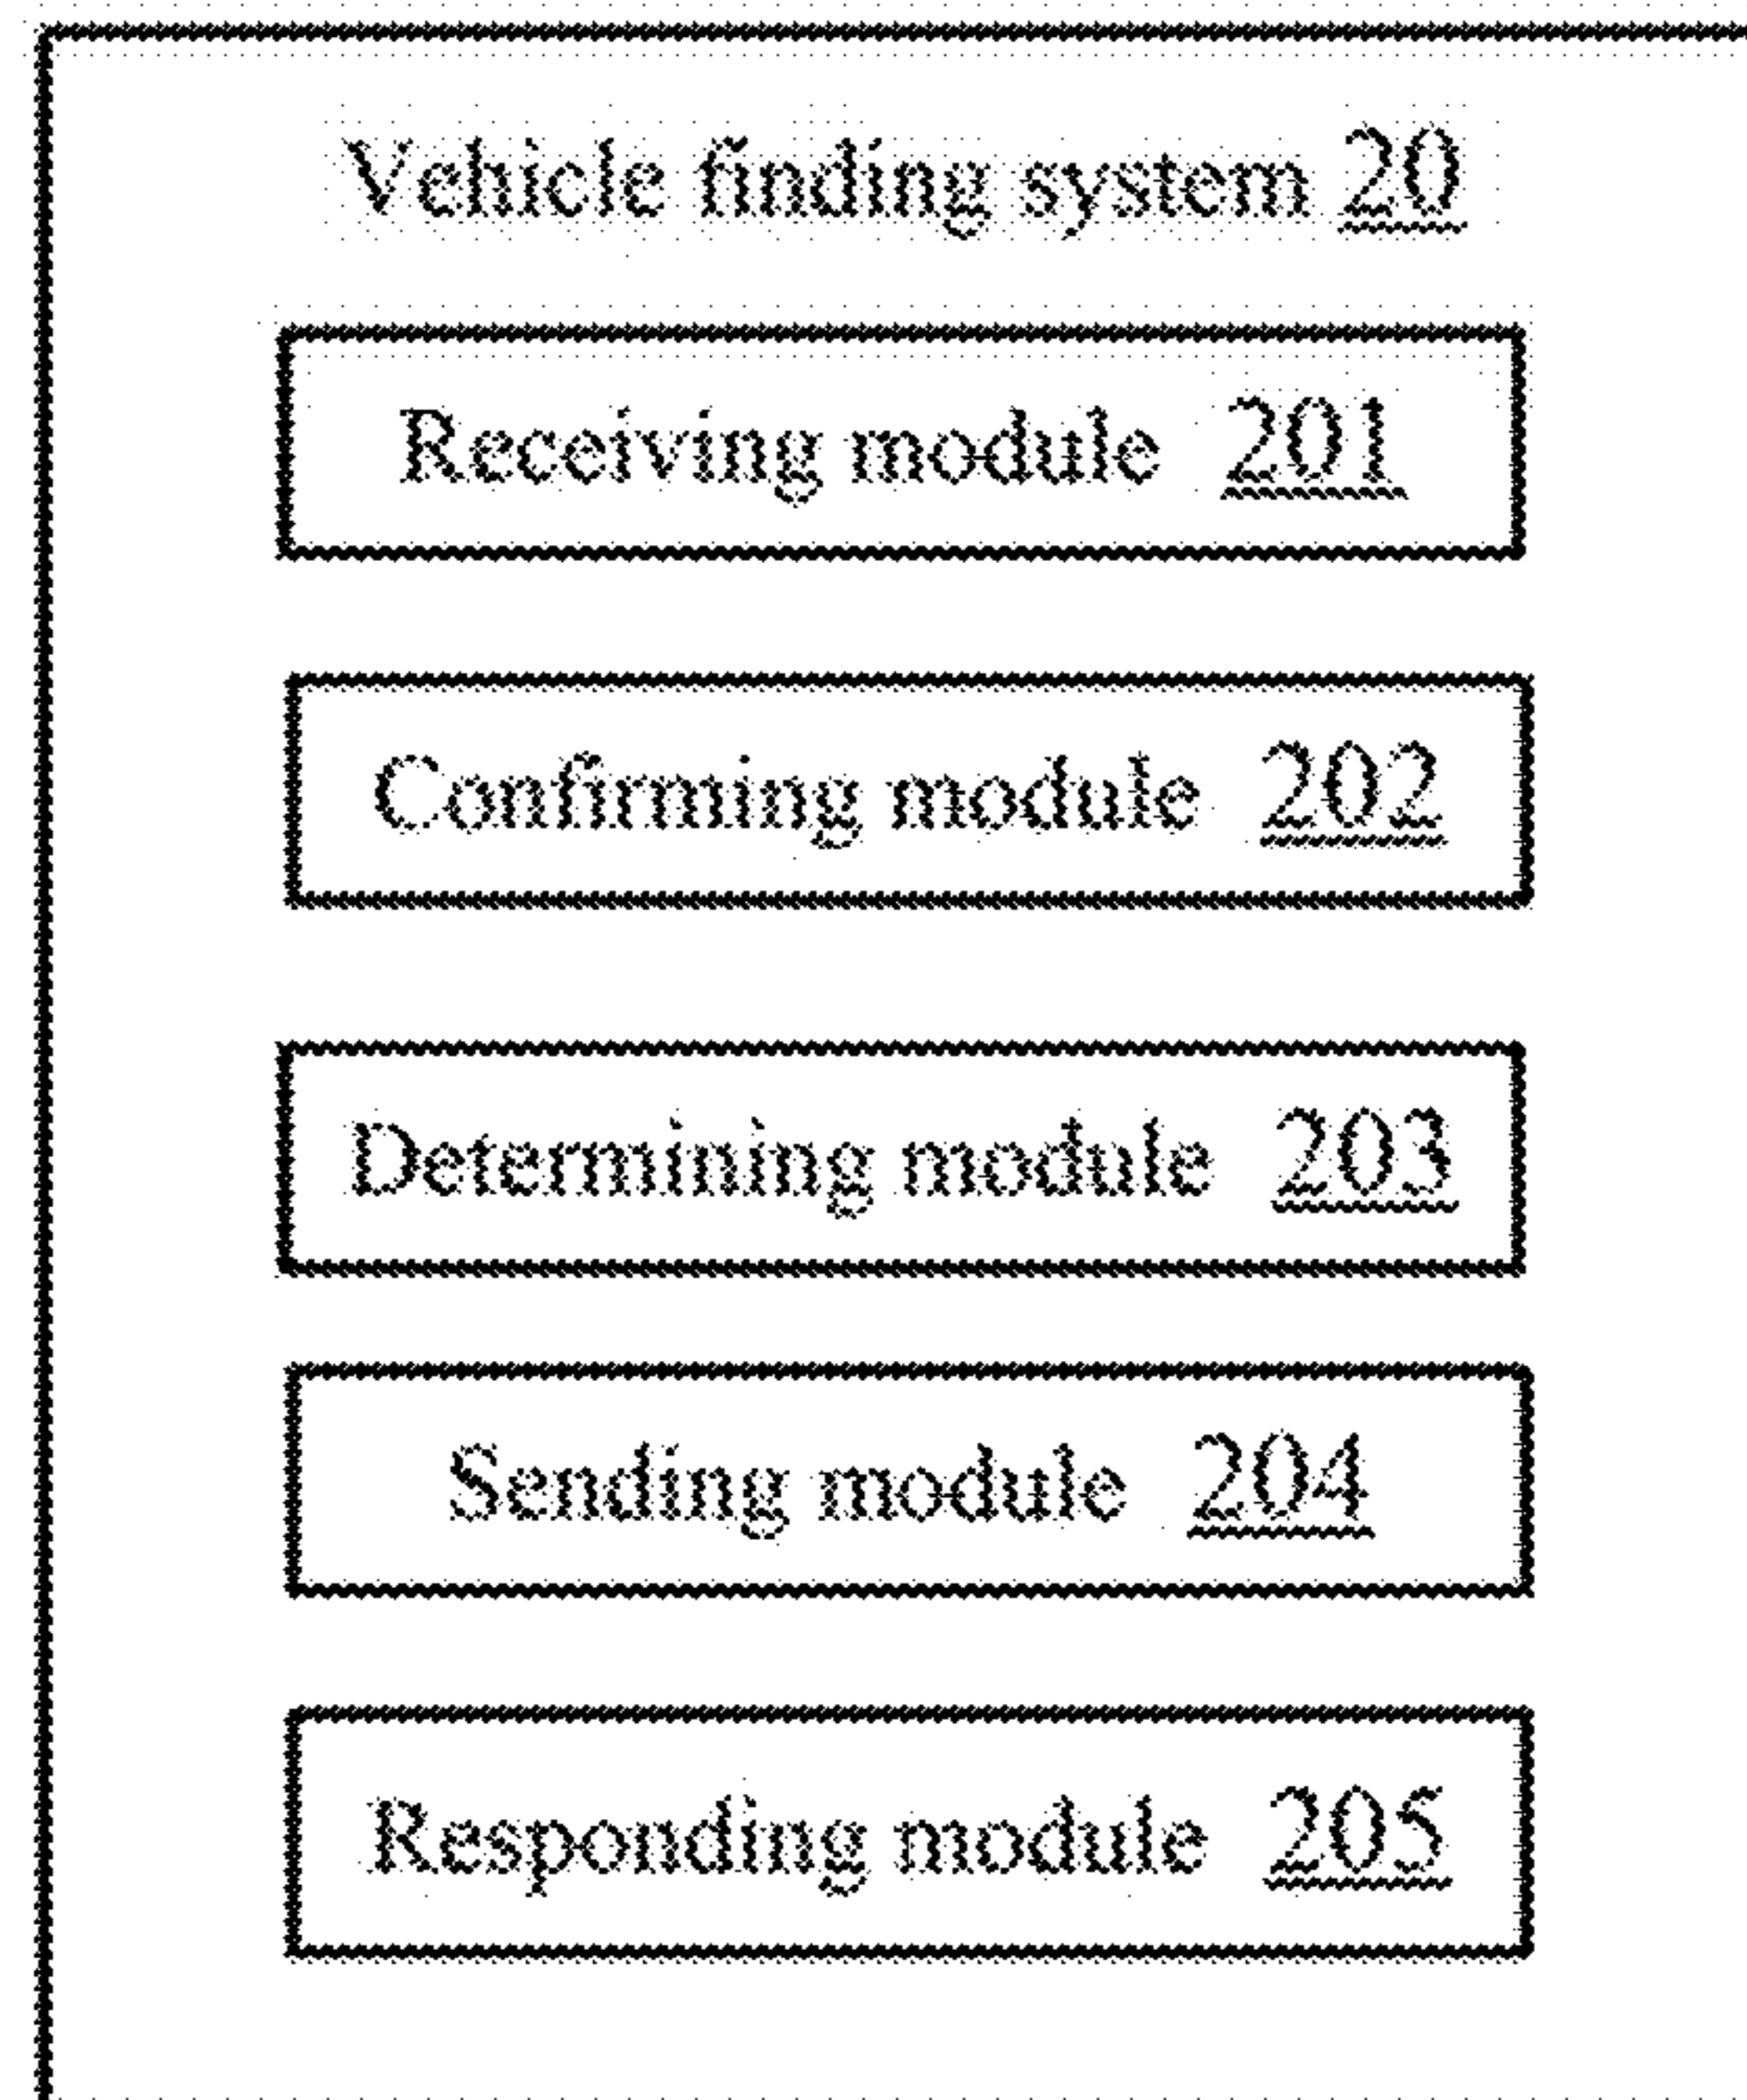 Vehicle finding system 20
Receiving module 201
Confirming module 202
Determining module 203
Sending module 204
Responding module 205